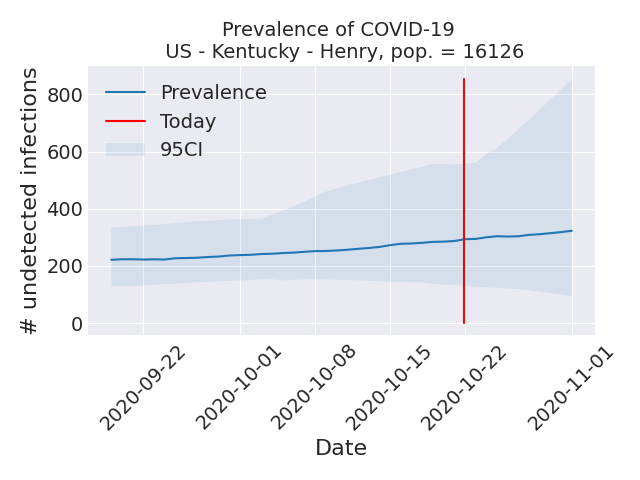 Prevalence of COVID-19
US - Kentucky - Henry, pop. = 16126
# undetected infections
800
600
400
200
0
Prevalence
Today
95CI
2020-09-22
2020-10-01
2020-10-08
2020-10-15
2020-10-22
2020-11-01
Date